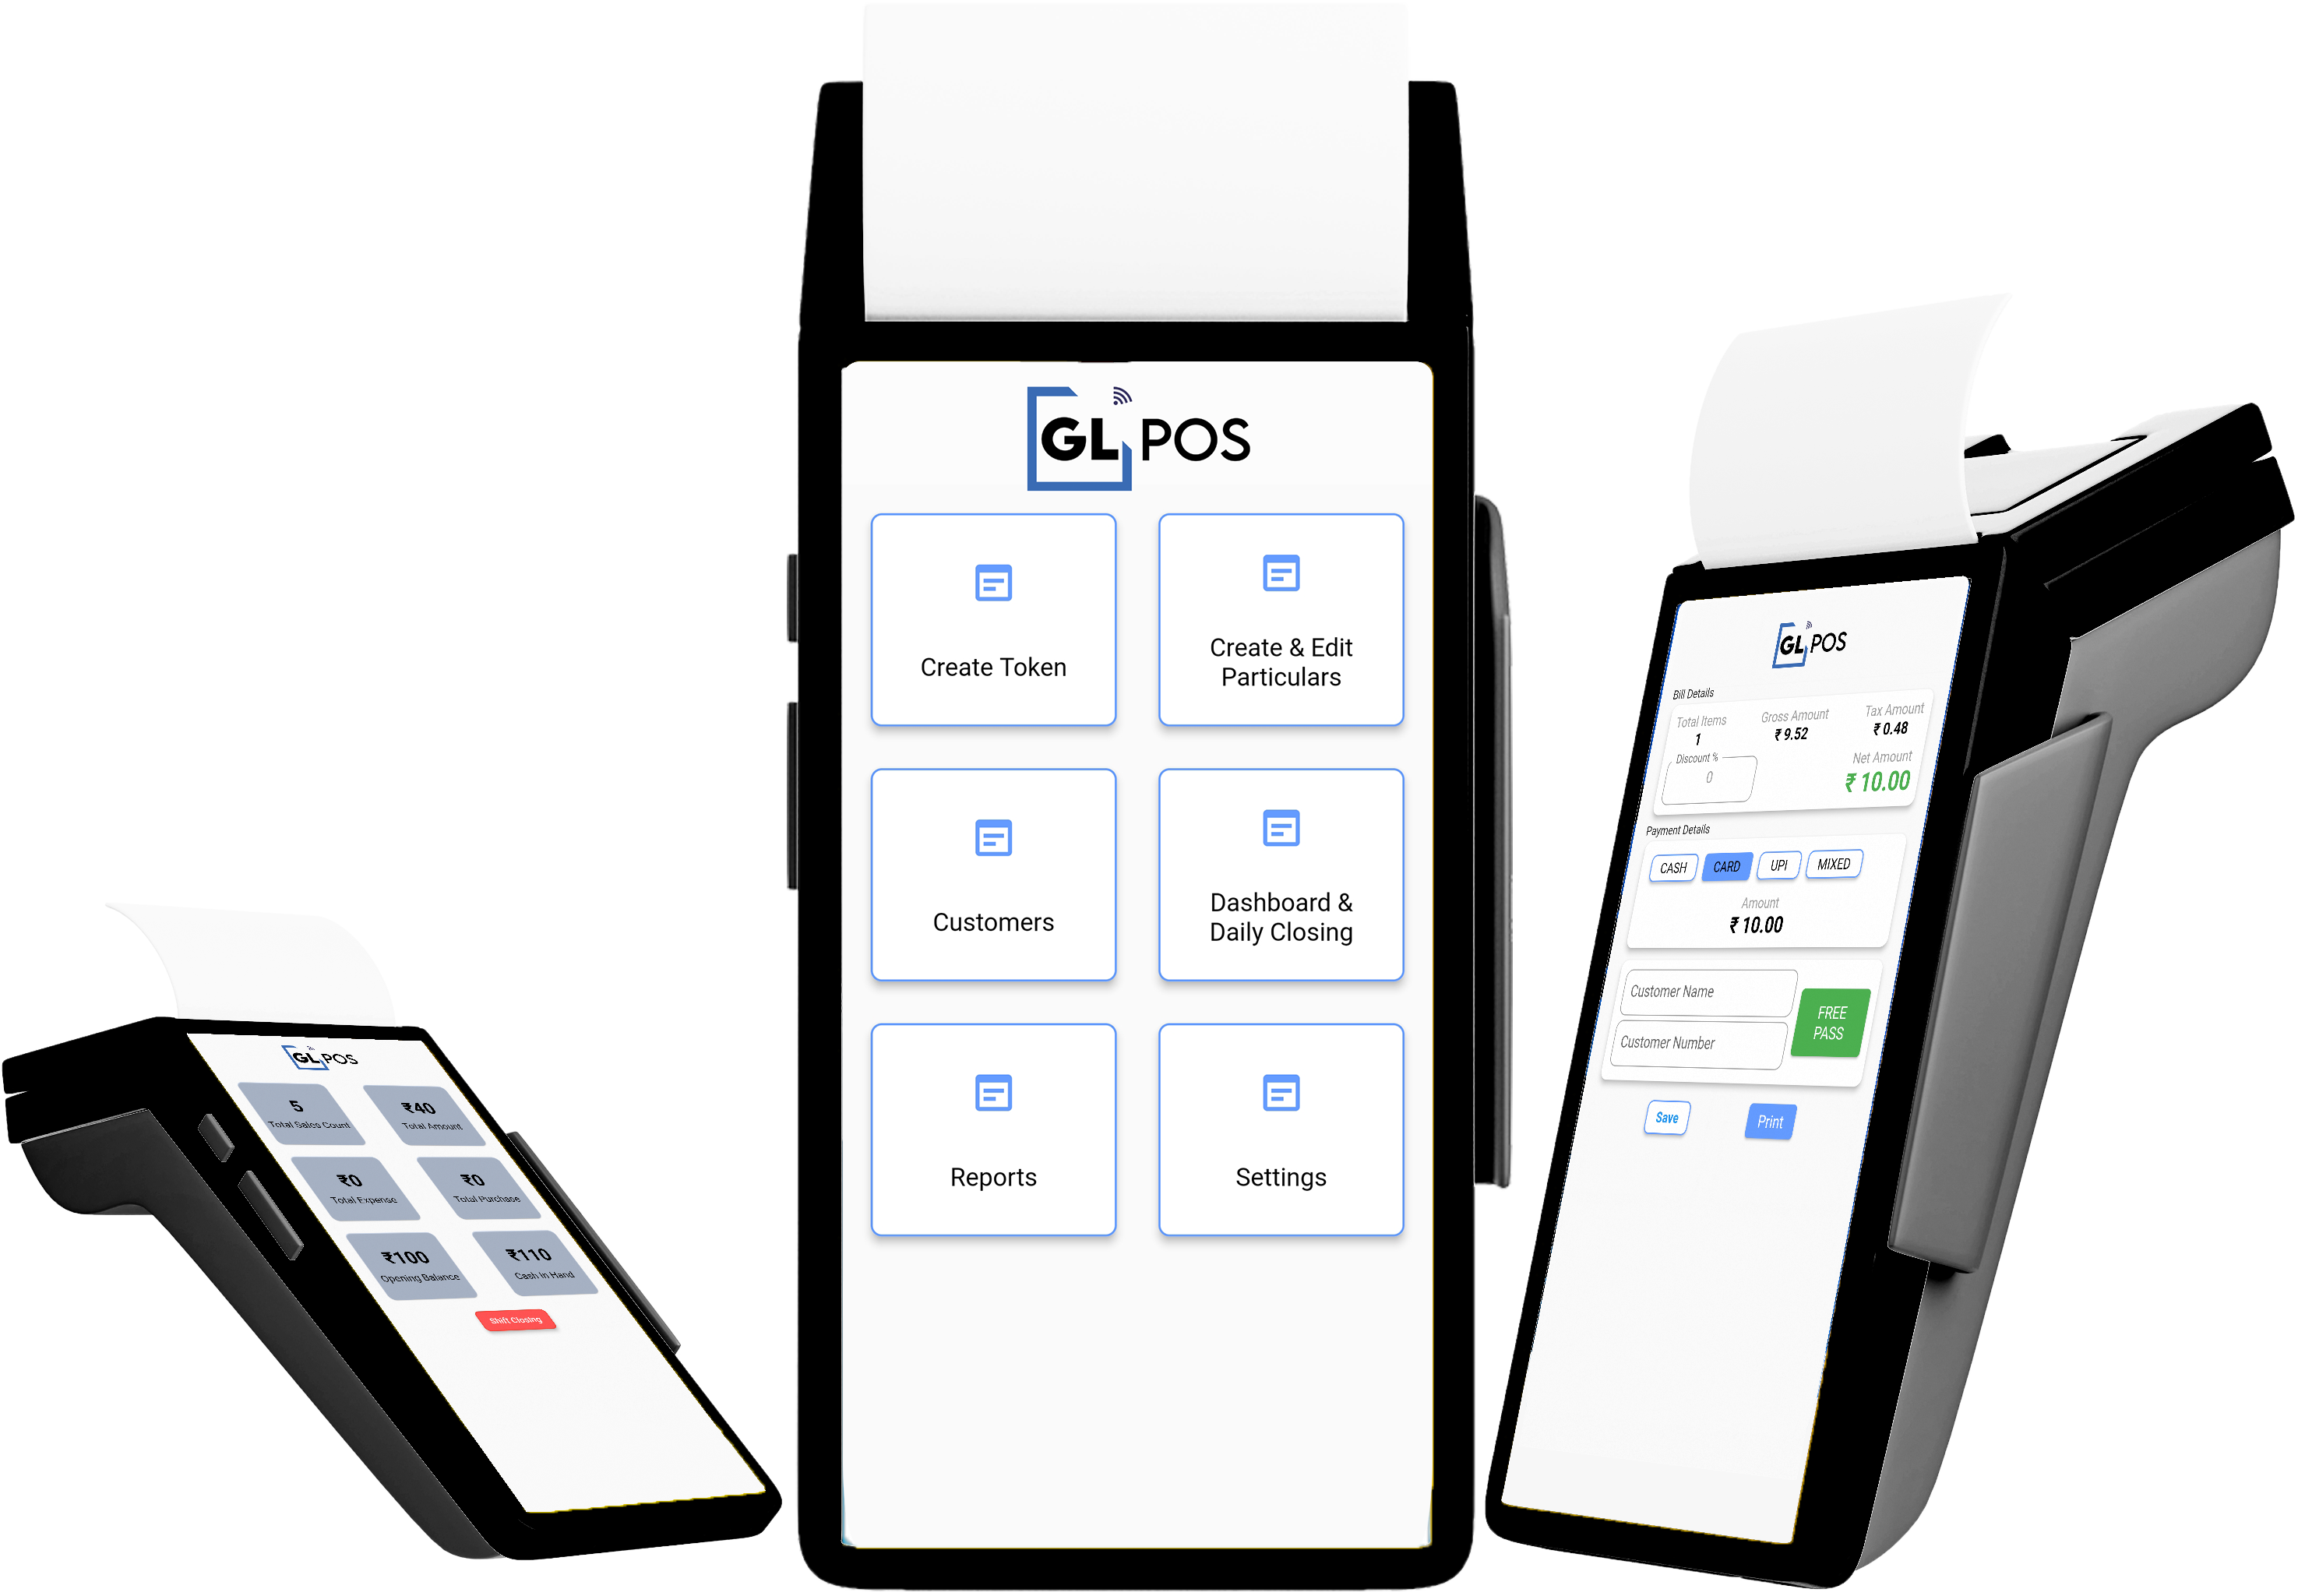 GL POS
5
Total Sales Count
₹40
Total Amount
₹0
Total Expense
₹0
Total Purchase
₹100
Opening Balance
₹110
Cash In Hand
Shift Closing
GL POS
Create Token
Create & Edit
Particulars
Customers
Dashboard &
Daily Closing
Reports
Settings
GL POS
Bill Details
Total Items
1
Gross Amount
₹ 9.52
Tax Amount
₹ 0.48
Discount %
0
Net Amount
₹ 10.00
Payment Details
CASH
CARD
UPI
MIXED
Amount
₹ 10.00
Customer Name
Customer Number
FREE
PASS
Save
Print